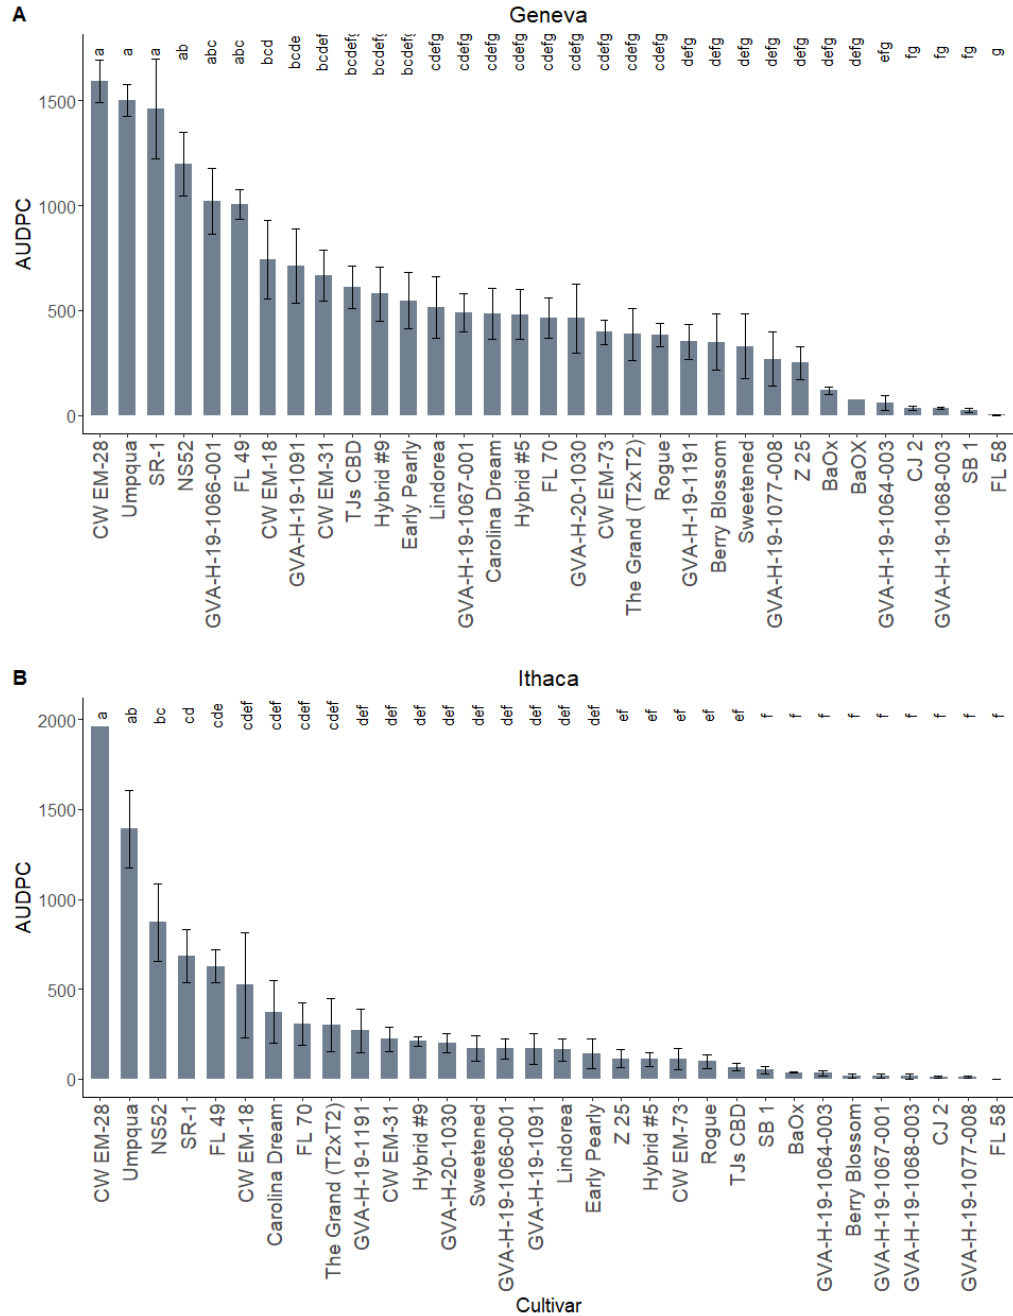 A
Geneva
a a a ab abc abc bcd bcde bcdef bcdefg bcdefg bcdefg cdefg cdefg cdefg cdefg cdefg cdefg cdefg cdefg cdefg defg defg defg defg defg defg defg efg fg fg fg g
AUDPC
1500
1000
500
0
CW EM-28
Umpqua
SR-1
NS52
GVA-H-19-1066-001
FL 49
CW EM-18
GVA-H-19-1091
CW EM-31
TJs CBD
Hybrid #9
Early Pearly
Lindorea
GVA-H-19-1067-001
Carolina Dream
Hybrid #5
FL 70
GVA-H-20-1030
CW EM-73
The Grand (T2xT2)
Rogue
GVA-H-19-1191
Berry Blossom
Sweetened
GVA-H-19-1077-008
Z 25
BaOx
BaOX
GVA-H-19-1064-003
CJ 2
GVA-H-19-1068-003
SB 1
FL 58
B
Ithaca
a ab bc cd cde cdef cdef cdef cdef def def def def def def def def def ef ef ef ef ef f f f f f f f f f
AUDPC
2000
1500
1000
500
0
CW EM-28
Umpqua
NS52
SR-1
FL 49
CW EM-18
Carolina Dream
FL 70
The Grand (T2xT2)
GVA-H-19-1191
CW EM-31
Hybrid #9
GVA-H-20-1030
Sweetened
GVA-H-19-1066-001
GVA-H-19-1091
Lindorea
Early Pearly
Z 25
Hybrid #5
CW EM-73
Rogue
TJs CBD
SB 1
BaOx
GVA-H-19-1064-003
Berry Blossom
GVA-H-19-1067-001
GVA-H-19-1068-003
CJ 2
GVA-H-19-1077-008
FL 58
Cultivar